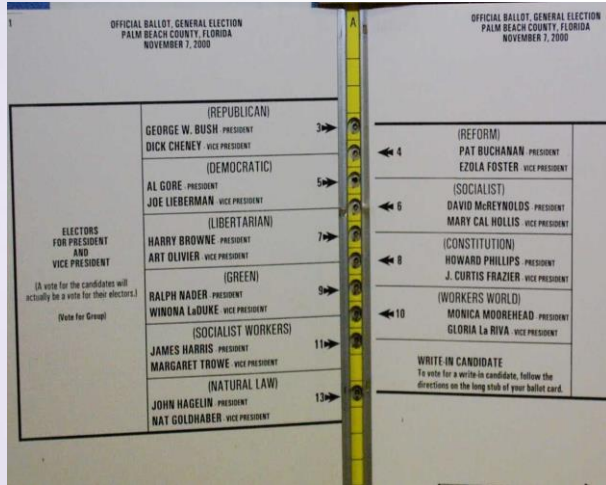 1
OFFICIAL BALLOT, GENERAL ELECTION
PALM BEACH COUNTY, FLORIDA
NOVEMBER 7, 2000
ELECTORS
FOR PRESIDENT
AND
VICE PRESIDENT
(A vote for the candidates will
actually be a vote for their electors.)
(Vote for Group)
(REPUBLICAN)
GEORGE W. BUSH - PRESIDENT
DICK CHENEY - VICE PRESIDENT
3
(DEMOCRATIC)
AL GORE - PRESIDENT
JOE LIEBERMAN - VICE PRESIDENT
5
(LIBERTARIAN)
HARRY BROWNE - PRESIDENT
ART OLIVIER - VICE PRESIDENT
7
(GREEN)
RALPH NADER - PRESIDENT
WINONA LaDUKE - VICE PRESIDENT
9
(SOCIALIST WORKERS)
JAMES HARRIS - PRESIDENT
MARGARET TROWE - VICE PRESIDENT
11
(NATURAL LAW)
JOHN HAGELIN - PRESIDENT
NAT GOLDHABER - VICE PRESIDENT
13
A
OFFICIAL BALLOT, GENERAL ELECTION
PALM BEACH COUNTY, FLORIDA
NOVEMBER 7, 2000
4
(REFORM)
PAT BUCHANAN - PRESIDENT
EZOLA FOSTER - VICE PRESIDENT
6
(SOCIALIST)
DAVID McREYNOLDS - PRESIDENT
MARY CAL HOLLIS - VICE PRESIDENT
8
(CONSTITUTION)
HOWARD PHILLIPS - PRESIDENT
J. CURTIS FRAZIER - VICE PRESIDENT
10
(WORKERS WORLD)
MONICA MOOREHEAD - PRESIDENT
GLORIA La RIVA - VICE PRESIDENT
WRITE-IN CANDIDATE
To vote for a write-in candidate, follow the
directions on the long stub of your ballot card.